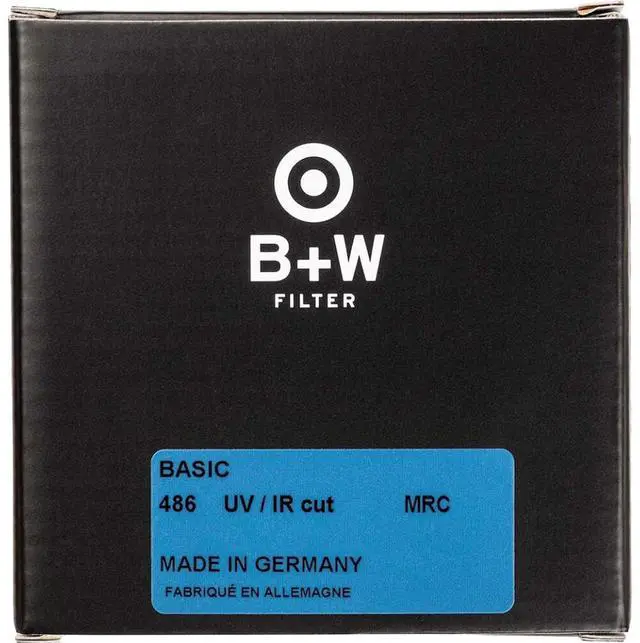 B+W
FILTER
BASIC
486 UV / IR cut MRC
MADE IN GERMANY
FABRIQUÉ EN ALLEMAGNE